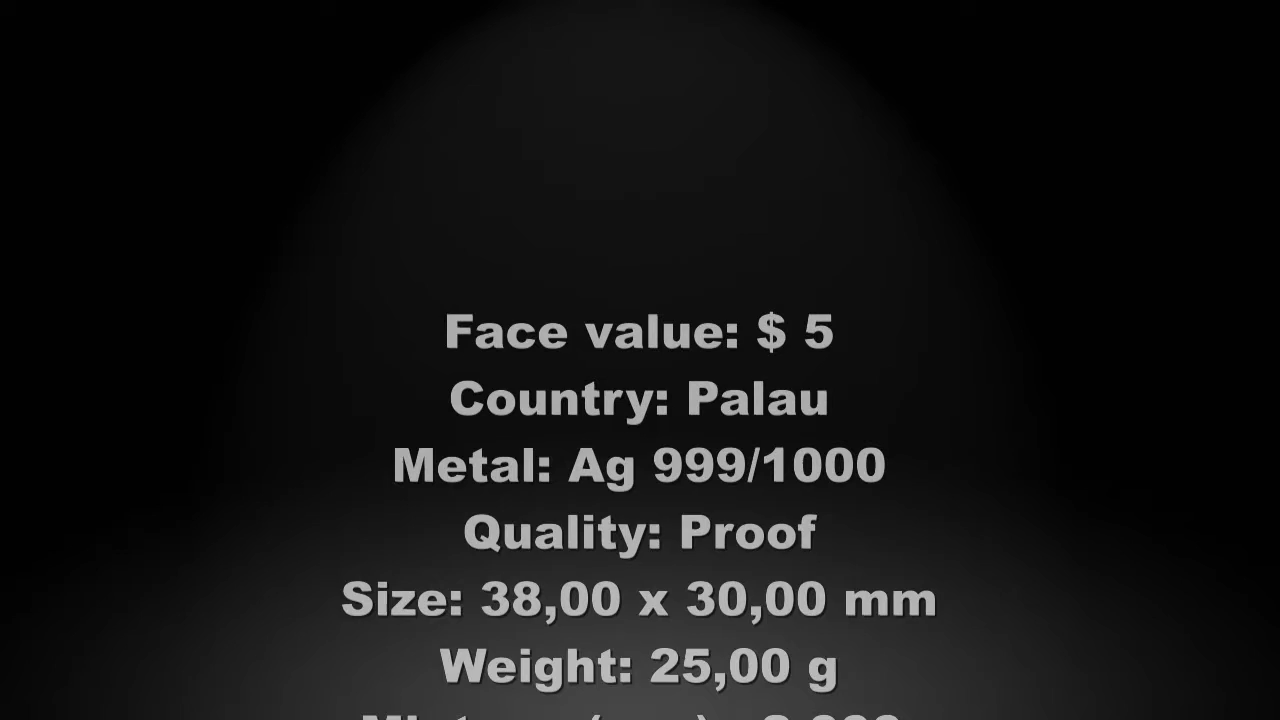 Face value: $ 5
Country: Palau
Metal: Ag 999/1000
Quality: Proof
Size: 38,00 x 30,00 mm
Weight: 25,00 g